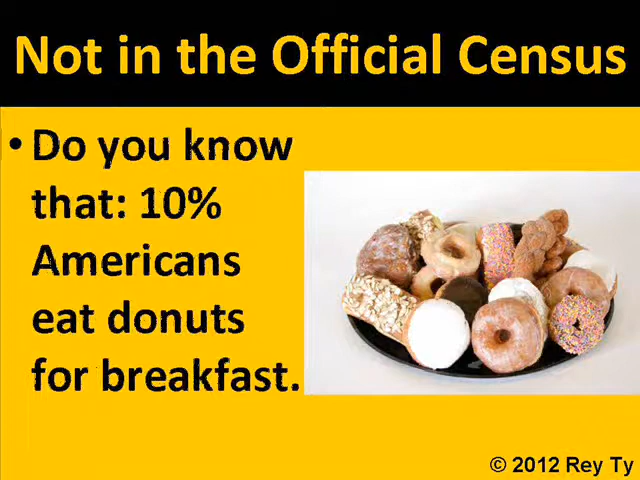 Not in the Official Census
• Do you know
that: 10%
Americans
eat donuts
for breakfast.
© 2012 Rey Ty